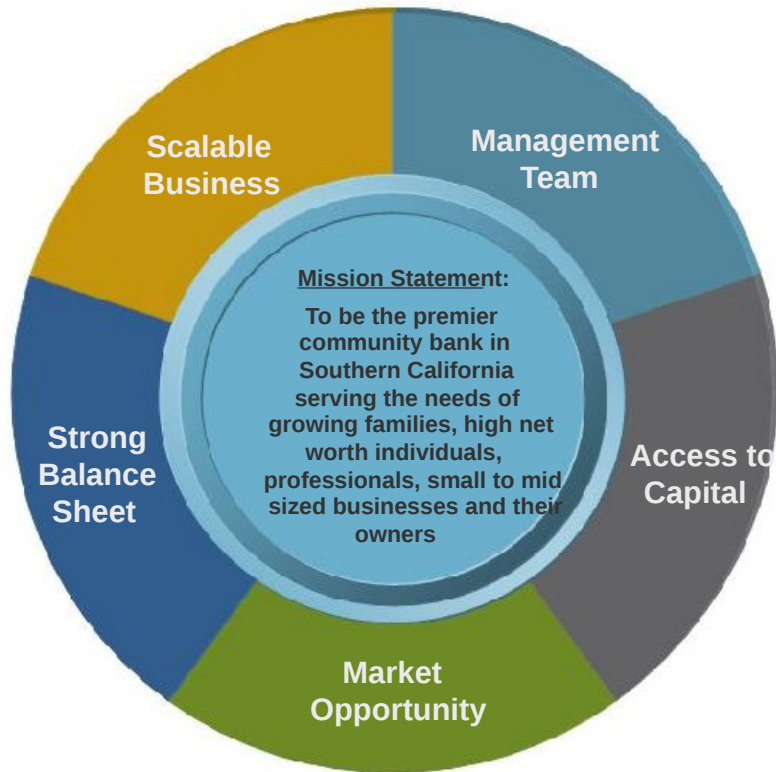 Scalable
Business
Management
Team
Mission Statement:
To be the premier
community bank in
Southern California
serving the needs of
growing families, high net
worth individuals,
professionals, small to mid
sized businesses and their
owners
Strong
Balance
Sheet
Access to
Capital
Market
Opportunity